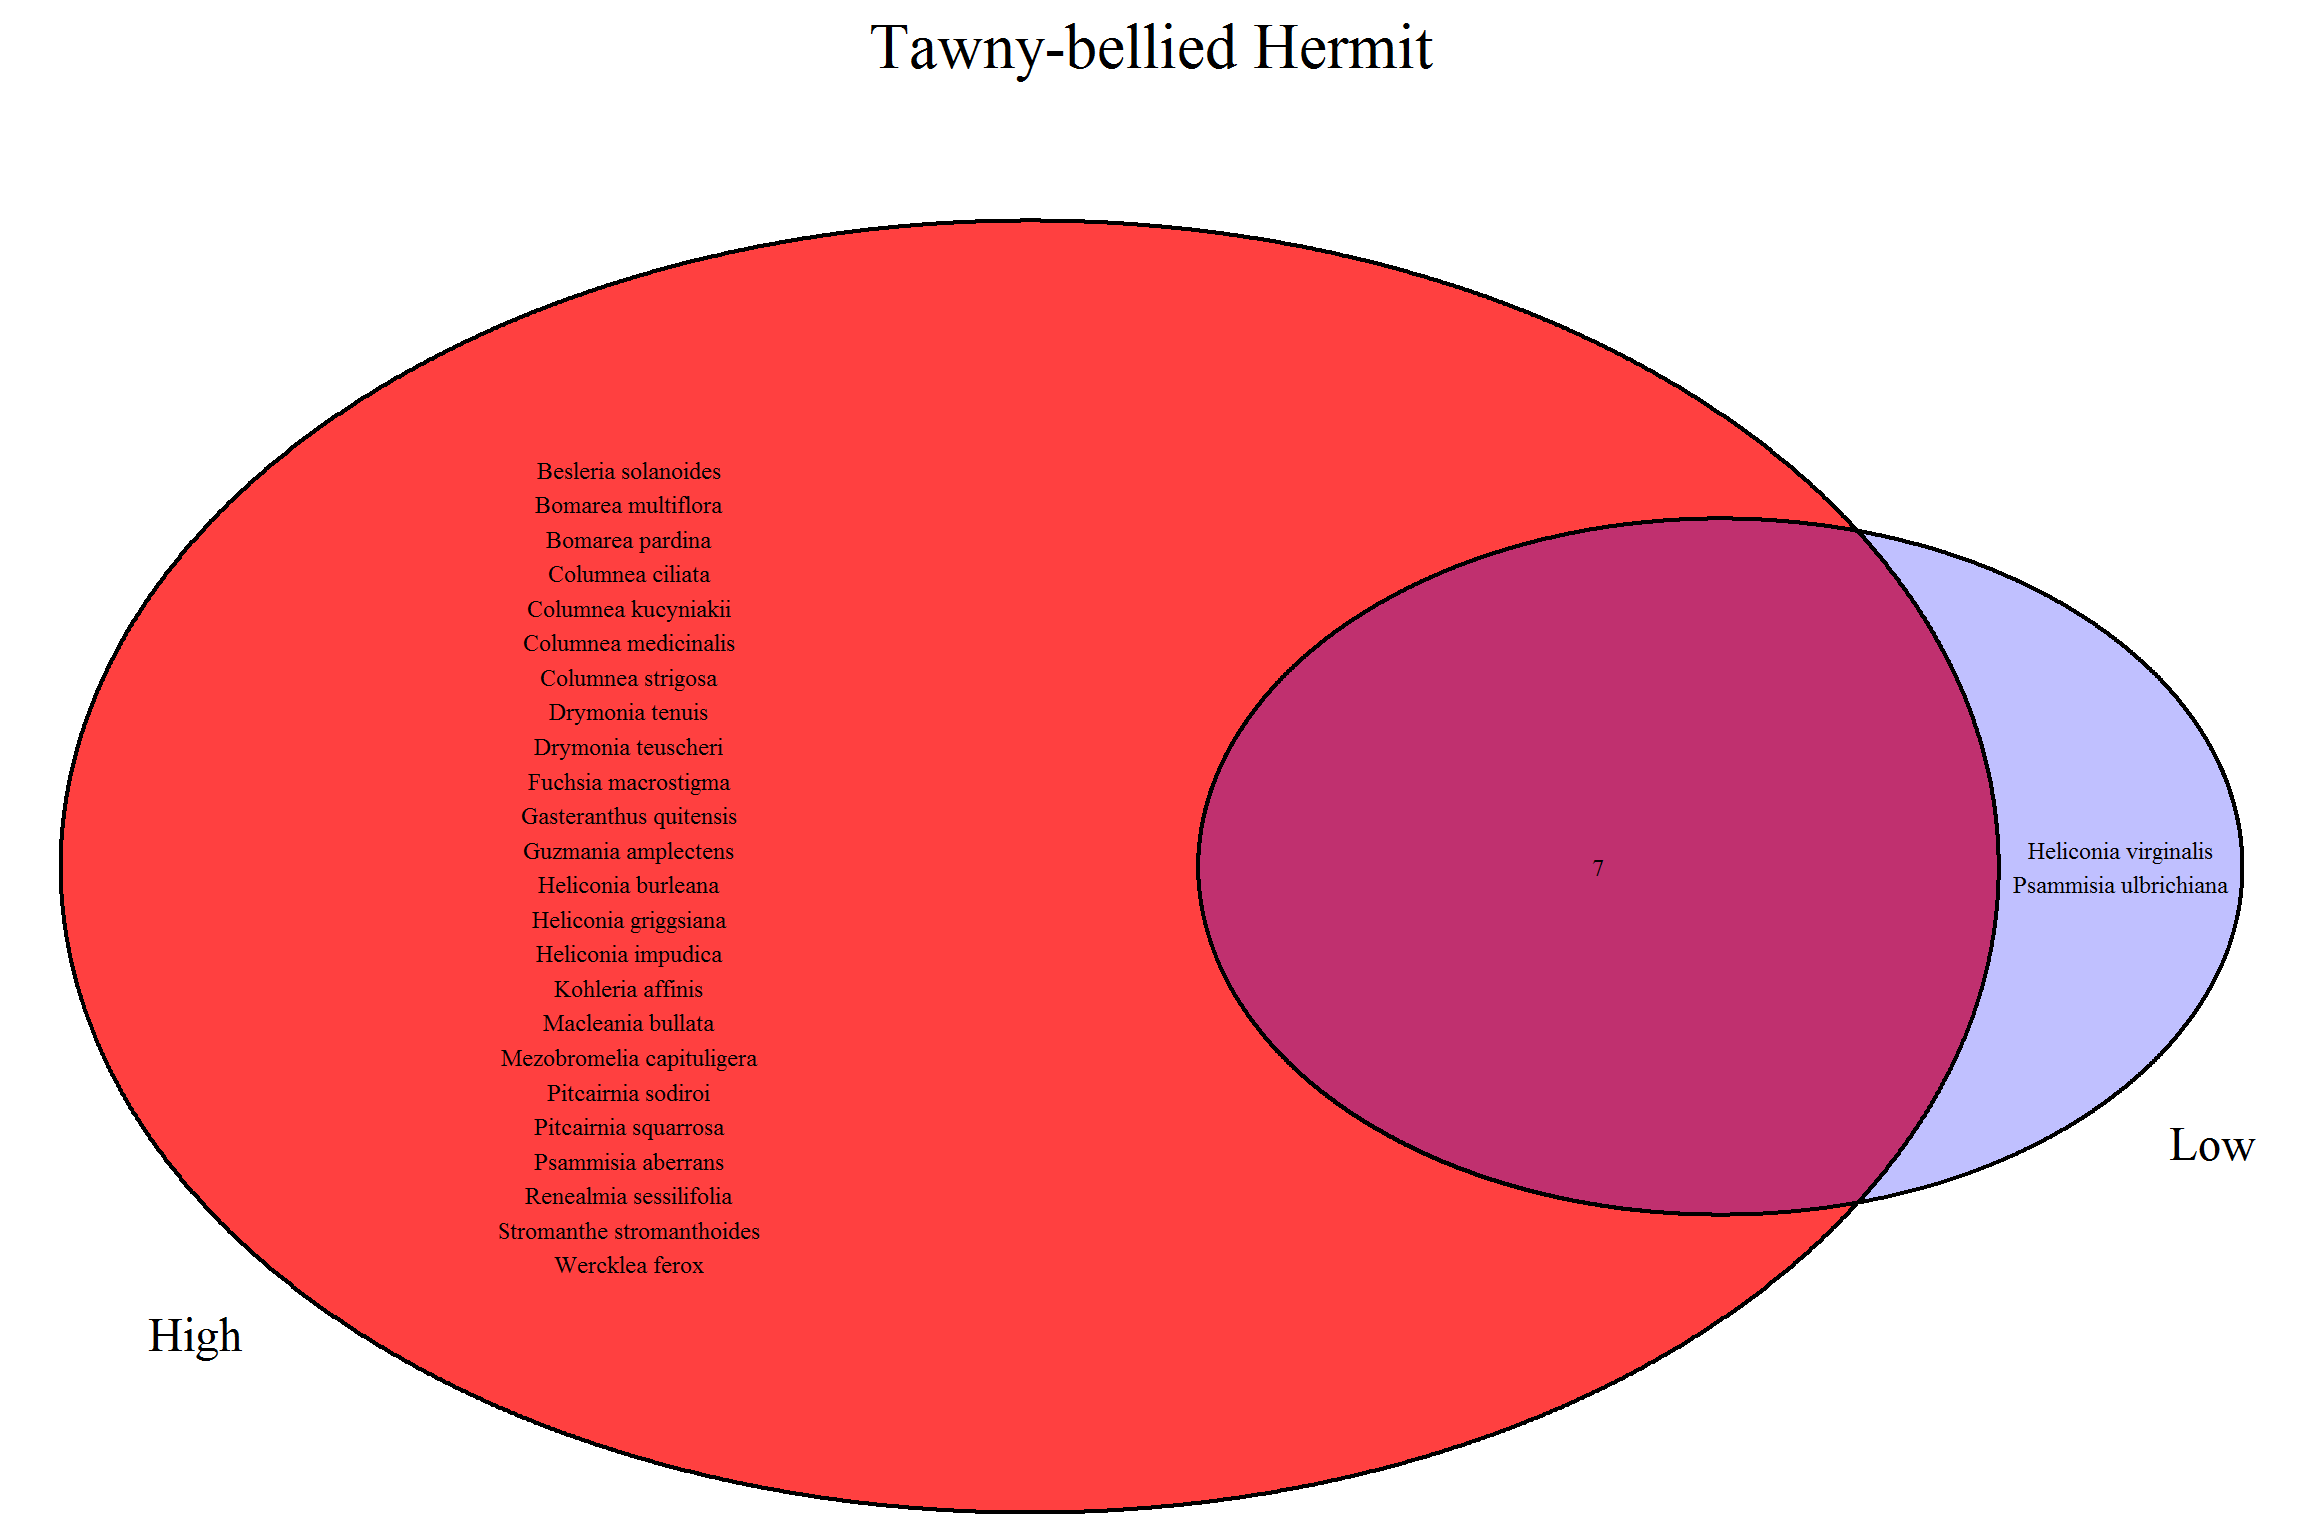 Tawny-bellied Hermit
Besleria solanoides
Bomarea multiflora
Bomarea pardina
Columnea ciliata
Columnea kucyniakii
Columnea medicinalis
Columnea strigosa
Drymonia tenuis
Drymonia teuscheri
Fuchsia macrostigma
Gasteranthus quitensis
Guzmania amplectens
Heliconia burleana
Heliconia griggsiana
Heliconia impudica
Kohleria affinis
Macleania bullata
Mezobromelia capituligera
Pitcairnia sodiroi
Pitcairnia squarrosa
Psammisia aberrans
Renealmia sessilifolia
Stromanthe stromanthoides
Wercklea ferox
7
Heliconia virginalis
Psammisia ulbrichiana
Low
High